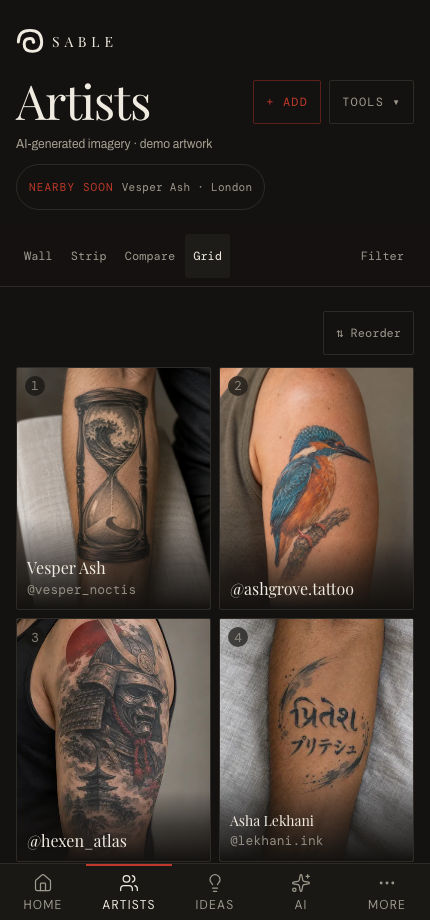 SABLE
Artists
+ ADD
TOOLS ▾
AI-generated imagery · demo artwork
NEARBY SOON Vesper Ash · London
Wall Strip Compare Grid Filter
⇅ Reorder
1
Vesper Ash
@vesper_noctis
2
@ashgrove.tattoo
3
@hexen_atlas
4
प्रितेश
プリテシュ
Asha Lekhani
@lekhani.ink
HOME ARTISTS IDEAS AI MORE